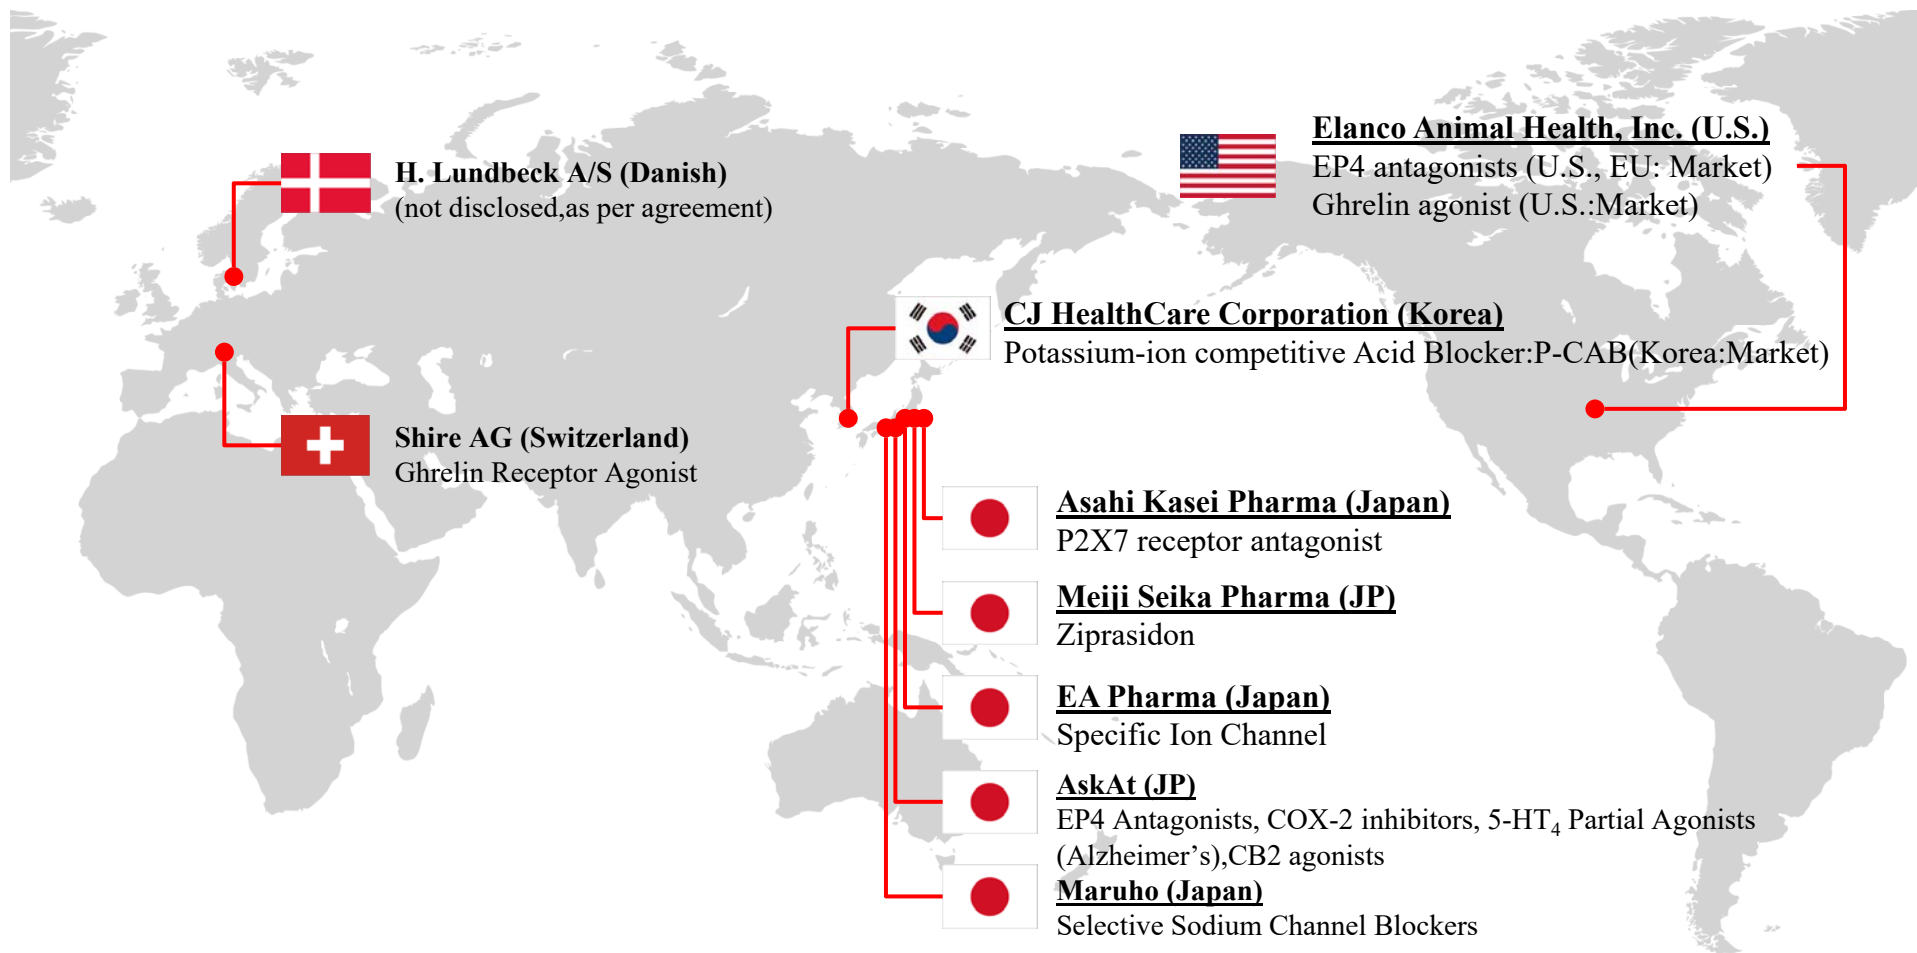 H. Lundbeck A/S (Danish)
(not disclosed,as per agreement)
Elanco Animal Health, Inc. (U.S.)
EP4 antagonists (U.S., EU: Market)
Ghrelin agonist (U.S.:Market)
CJ HealthCare Corporation (Korea)
Potassium-ion competitive Acid Blocker:P-CAB(Korea:Market)
Shire AG (Switzerland)
Ghrelin Receptor Agonist
Asahi Kasei Pharma (Japan)
P2X7 receptor antagonist
Meiji Seika Pharma (JP)
Ziprasidon
EA Pharma (Japan)
Specific Ion Channel
AskAt (JP)
EP4 Antagonists, COX-2 inhibitors, 5-HT₄ Partial Agonists
(Alzheimer’s),CB2 agonists
Maruho (Japan)
Selective Sodium Channel Blockers